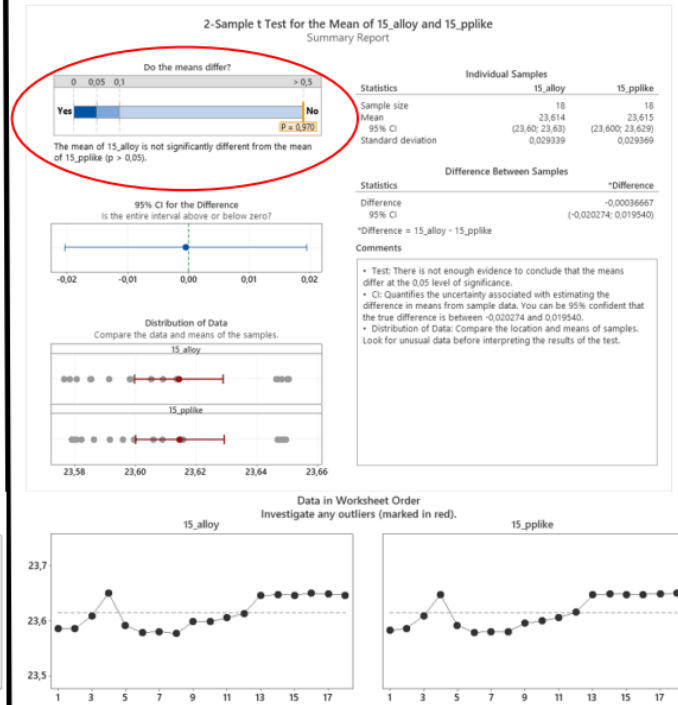 2-Sample t Test for the Mean of 15_alloy and 15_pplike
Summary Report
Do the means differ?
0 0,05 0,1 > 0,5
Yes No
P = 0,970
The mean of 15_alloy is not significantly different from the mean
of 15_pplike (p > 0,05).
Individual Samples
Statistics 15_alloy 15_pplike
Sample size 18 18
Mean 23,614 23,615
95% CI (23,60; 23,63) (23,600; 23,629)
Standard deviation 0,029339 0,029369
Difference Between Samples
Statistics *Difference
Difference -0,00036667
95% CI (-0,020274; 0,019540)
*Difference = 15_alloy - 15_pplike
95% CI for the Difference
Is the entire interval above or below zero?
-0,02 -0,01 0,00 0,01 0,02
Comments
• Test: There is not enough evidence to conclude that the means
differ at the 0,05 level of significance.
• CI: Quantifies the uncertainty associated with estimating the
difference in means from sample data. You can be 95% confident that
the true difference is between -0,020274 and 0,019540.
• Distribution of Data: Compare the location and means of samples.
Look for unusual data before interpreting the results of the test.
Distribution of Data
Compare the data and means of the samples.
15_alloy
15_pplike
23,58 23,60 23,62 23,64 23,66
Data in Worksheet Order
Investigate any outliers (marked in red).
15_alloy 15_pplike
23,7
23,6
23,5
1 3 5 7 9 11 13 15 17 1 3 5 7 9 11 13 15 17